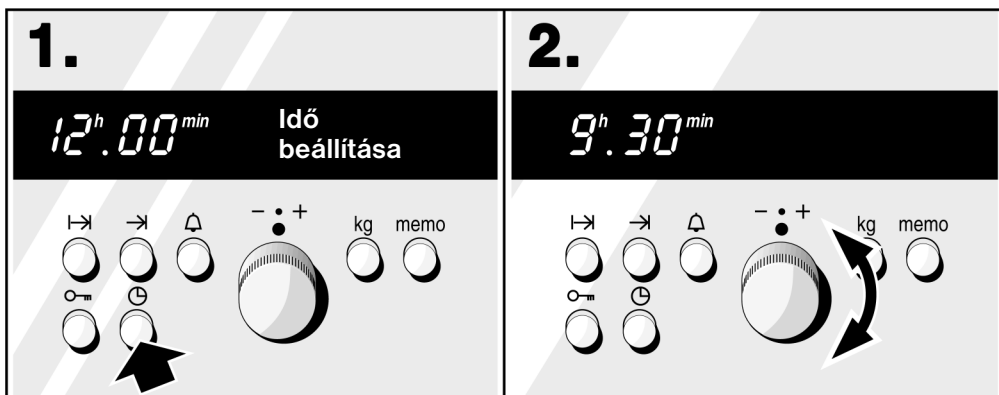 1.
12h.00min
Idő
beállítása
- • +
kg memo
2.
9h.30min
- • +
kg memo